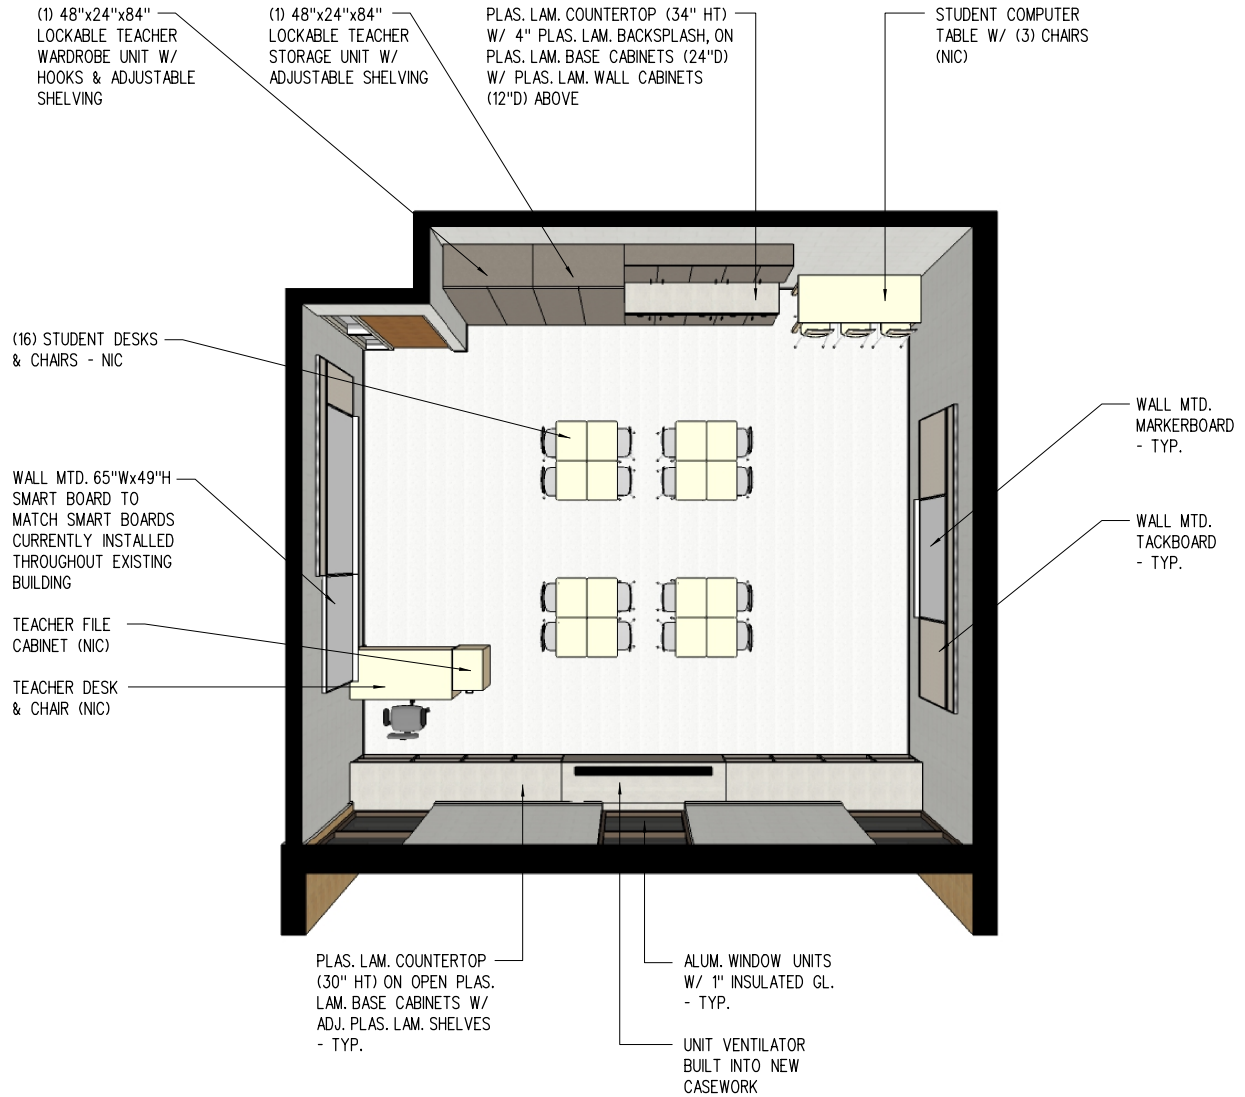 (1) 48"x24"x84"
LOCKABLE TEACHER
WARDROBE UNIT W/
HOOKS & ADJUSTABLE
SHELVING
(1) 48"x24"x84"
LOCKABLE TEACHER
STORAGE UNIT W/
ADJUSTABLE SHELVING
PLAS. LAM. COUNTERTOP (34" HT)
W/ 4" PLAS. LAM. BACKSPLASH, ON
PLAS. LAM. BASE CABINETS (24"D)
W/ PLAS. LAM. WALL CABINETS
(12"D) ABOVE
STUDENT COMPUTER
TABLE W/ (3) CHAIRS
(NIC)
(16) STUDENT DESKS
& CHAIRS - NIC
WALL MTD. 65"Wx49"H
SMART BOARD TO
MATCH SMART BOARDS
CURRENTLY INSTALLED
THROUGHOUT EXISTING
BUILDING
TEACHER FILE
CABINET (NIC)
TEACHER DESK
& CHAIR (NIC)
WALL MTD.
MARKERBOARD
- TYP.
WALL MTD.
TACKBOARD
- TYP.
PLAS. LAM. COUNTERTOP
(30" HT) ON OPEN PLAS.
LAM. BASE CABINETS W/
ADJ. PLAS. LAM. SHELVES
- TYP.
ALUM. WINDOW UNITS
W/ 1" INSULATED GL.
- TYP.
UNIT VENTILATOR
BUILT INTO NEW
CASEWORK